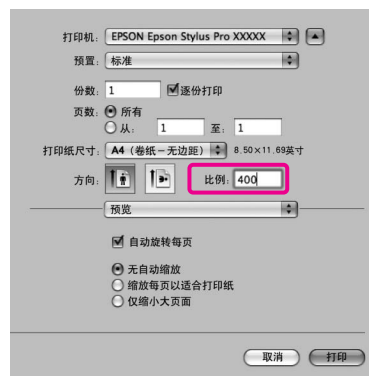 打印机: EPSON Epson Stylus Pro XXXXX
预置: 标准
份数: 1 逐份打印
页数: 所有
从: 1 至: 1
打印纸尺寸: A4（卷纸－无边距） 8.50×11.69英寸
方向: 比例: 400
预览
自动旋转每页
无自动缩放
缩放每页以适合打印纸
仅缩小大页面
取消 打印